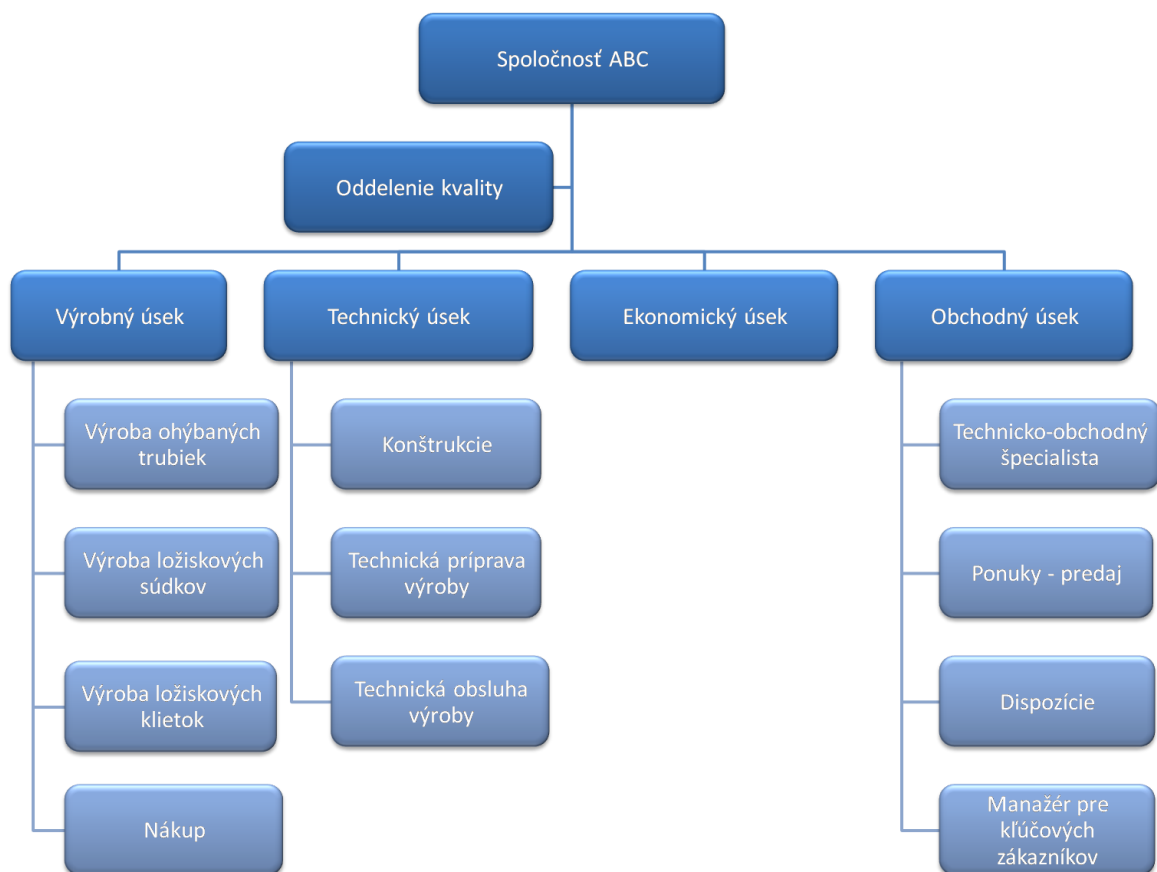 Spoločnosť ABC
Oddelenie kvality
Výrobný úsek
Technický úsek
Ekonomický úsek
Obchodný úsek
Výroba ohýbaných
trubiek
Výroba ložiskových
súdkov
Výroba ložiskových
klietok
Nákup
Konštrukcie
Technická príprava
výroby
Technická obsluha
výroby
Technicko-obchodný
špecialista
Ponuky - predaj
Dispozície
Manažér pre
kľúčových
zákazníkov